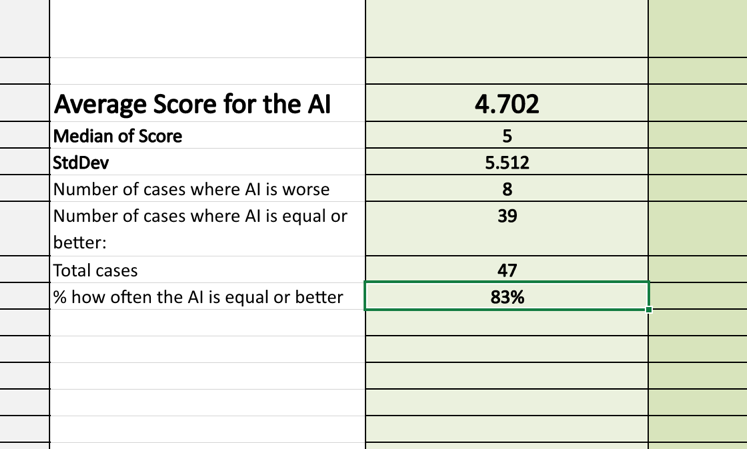 Average Score for the AI 4.702
Median of Score 5
StdDev 5.512
Number of cases where AI is worse 8
Number of cases where AI is equal or 39
better:
Total cases 47
% how often the AI is equal or better 83%